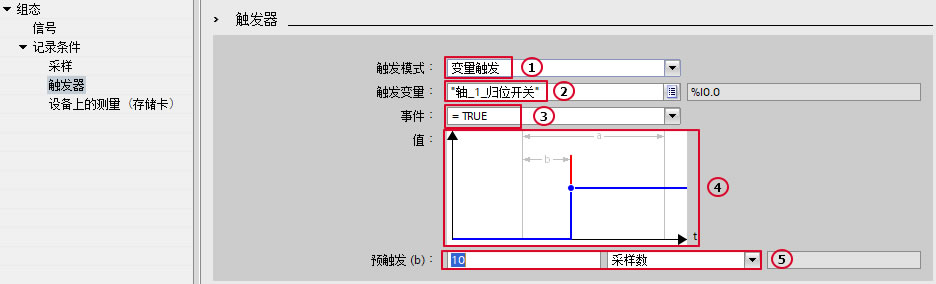 组态
信号
记录条件
采样
触发器
设备上的测量 (存储卡)
› 触发器
触发模式： 变量触发 ①
触发变量： "轴_1_归位开关" ② %I0.0
事件： = TRUE ③
值： a
b
④
t
预触发 (b)： 10 采样数 ⑤